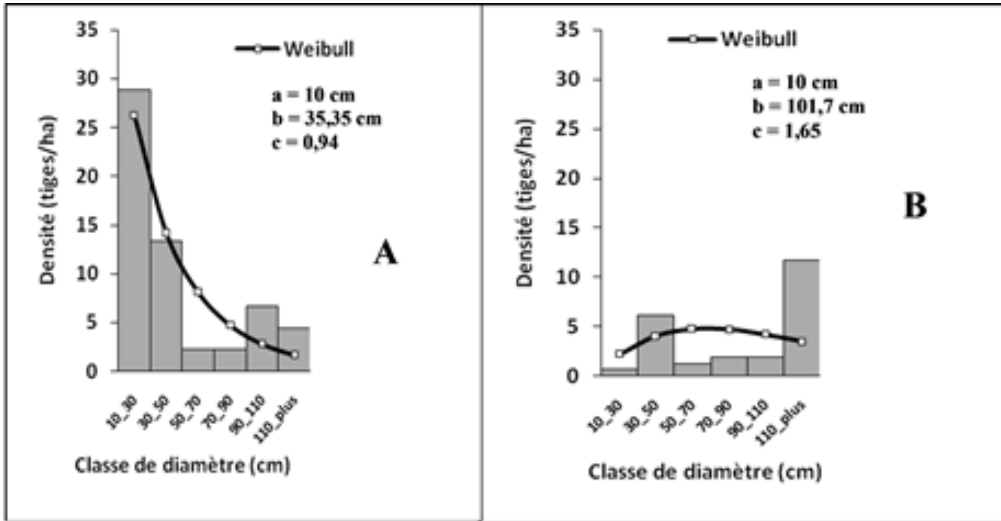 Weibull
a = 10 cm
b = 35,35 cm
c = 0,94
A
Densité (tiges/ha)
35
30
25
20
15
10
5
0
10_30
30_50
50_70
70_90
90_110
110_plus
Classe de diamètre (cm)
Weibull
a = 10 cm
b = 101,7 cm
c = 1,65
B
Densité (tiges/ha)
35
30
25
20
15
10
5
0
10_30
30_50
50_70
70_90
90_110
110_plus
Classe de diamètre (cm)